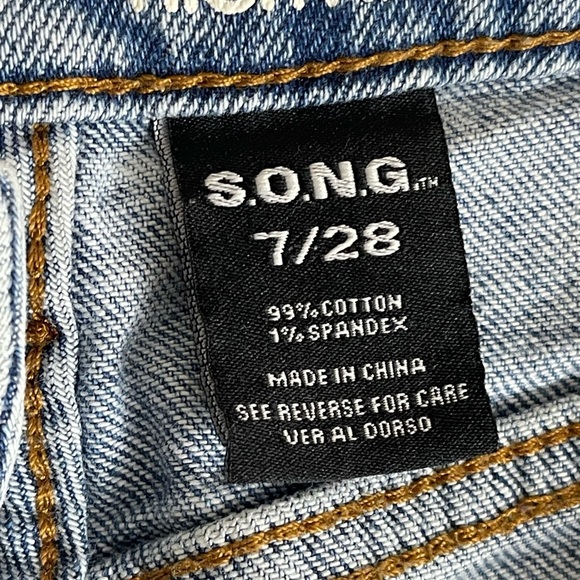 S.O.N.G.™
7/28
99% COTTON
1% SPANDEX
MADE IN CHINA
SEE REVERSE FOR CARE
VER AL DORSO